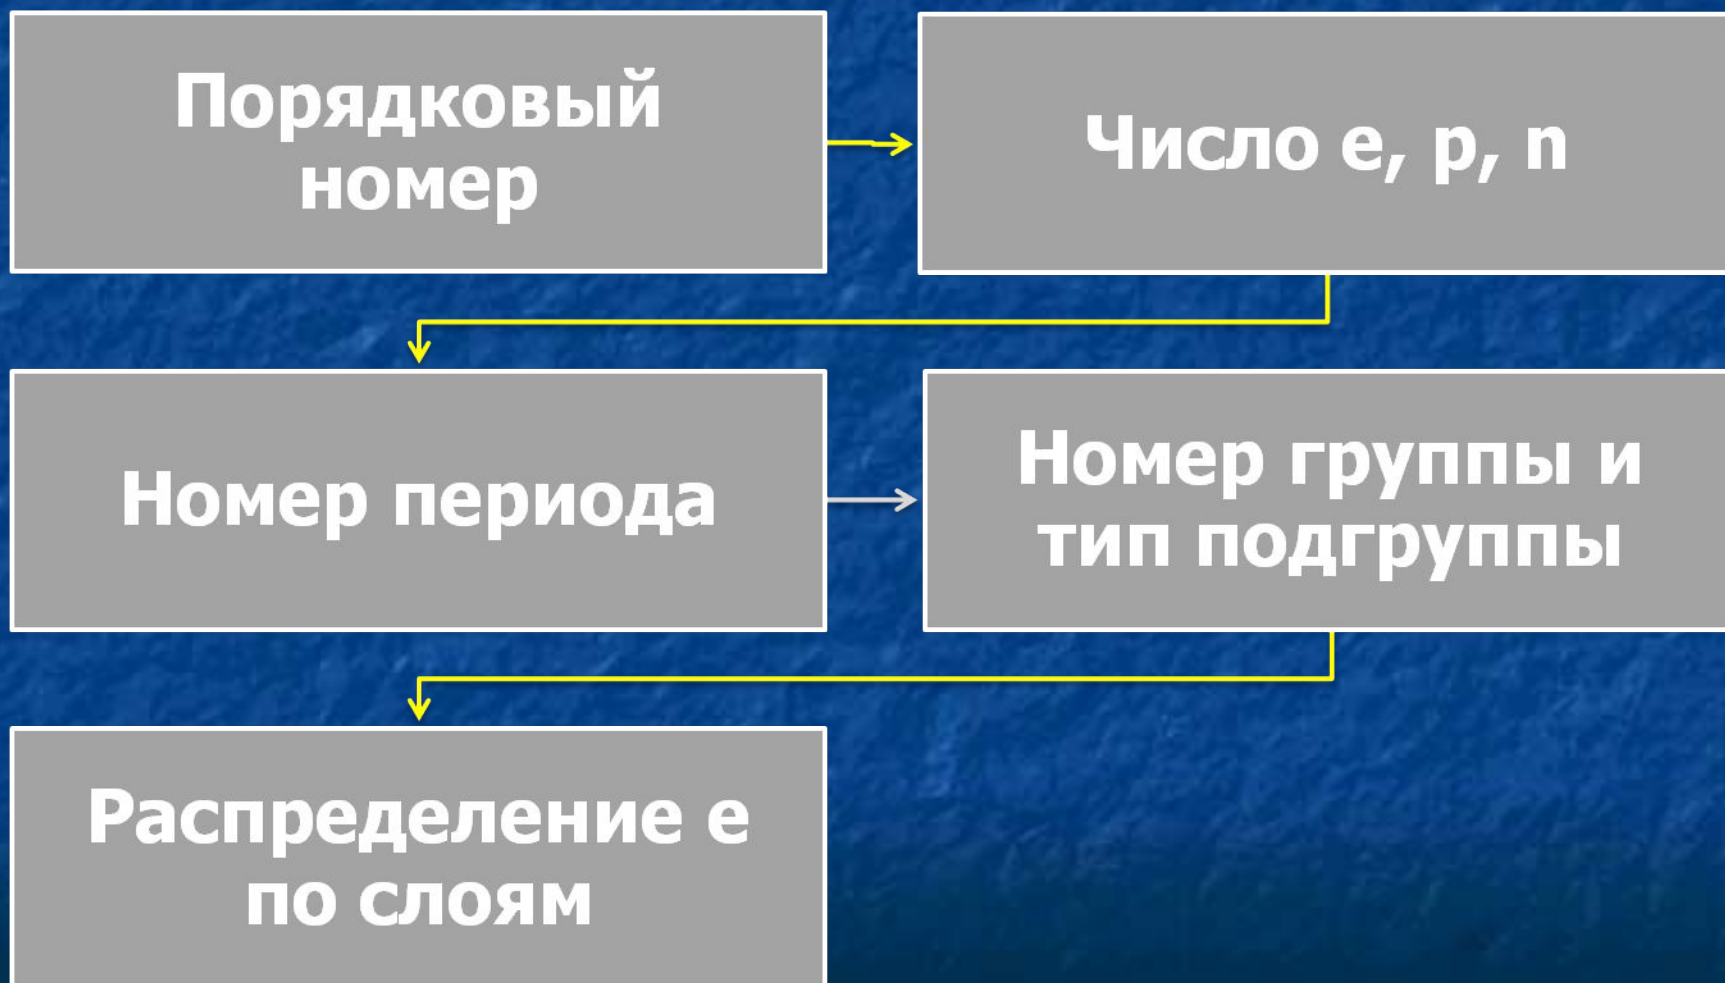 Порядковый
номер
Число е, р, n
Номер периода
Номер группы и
тип подгруппы
Распределение е
по слоям